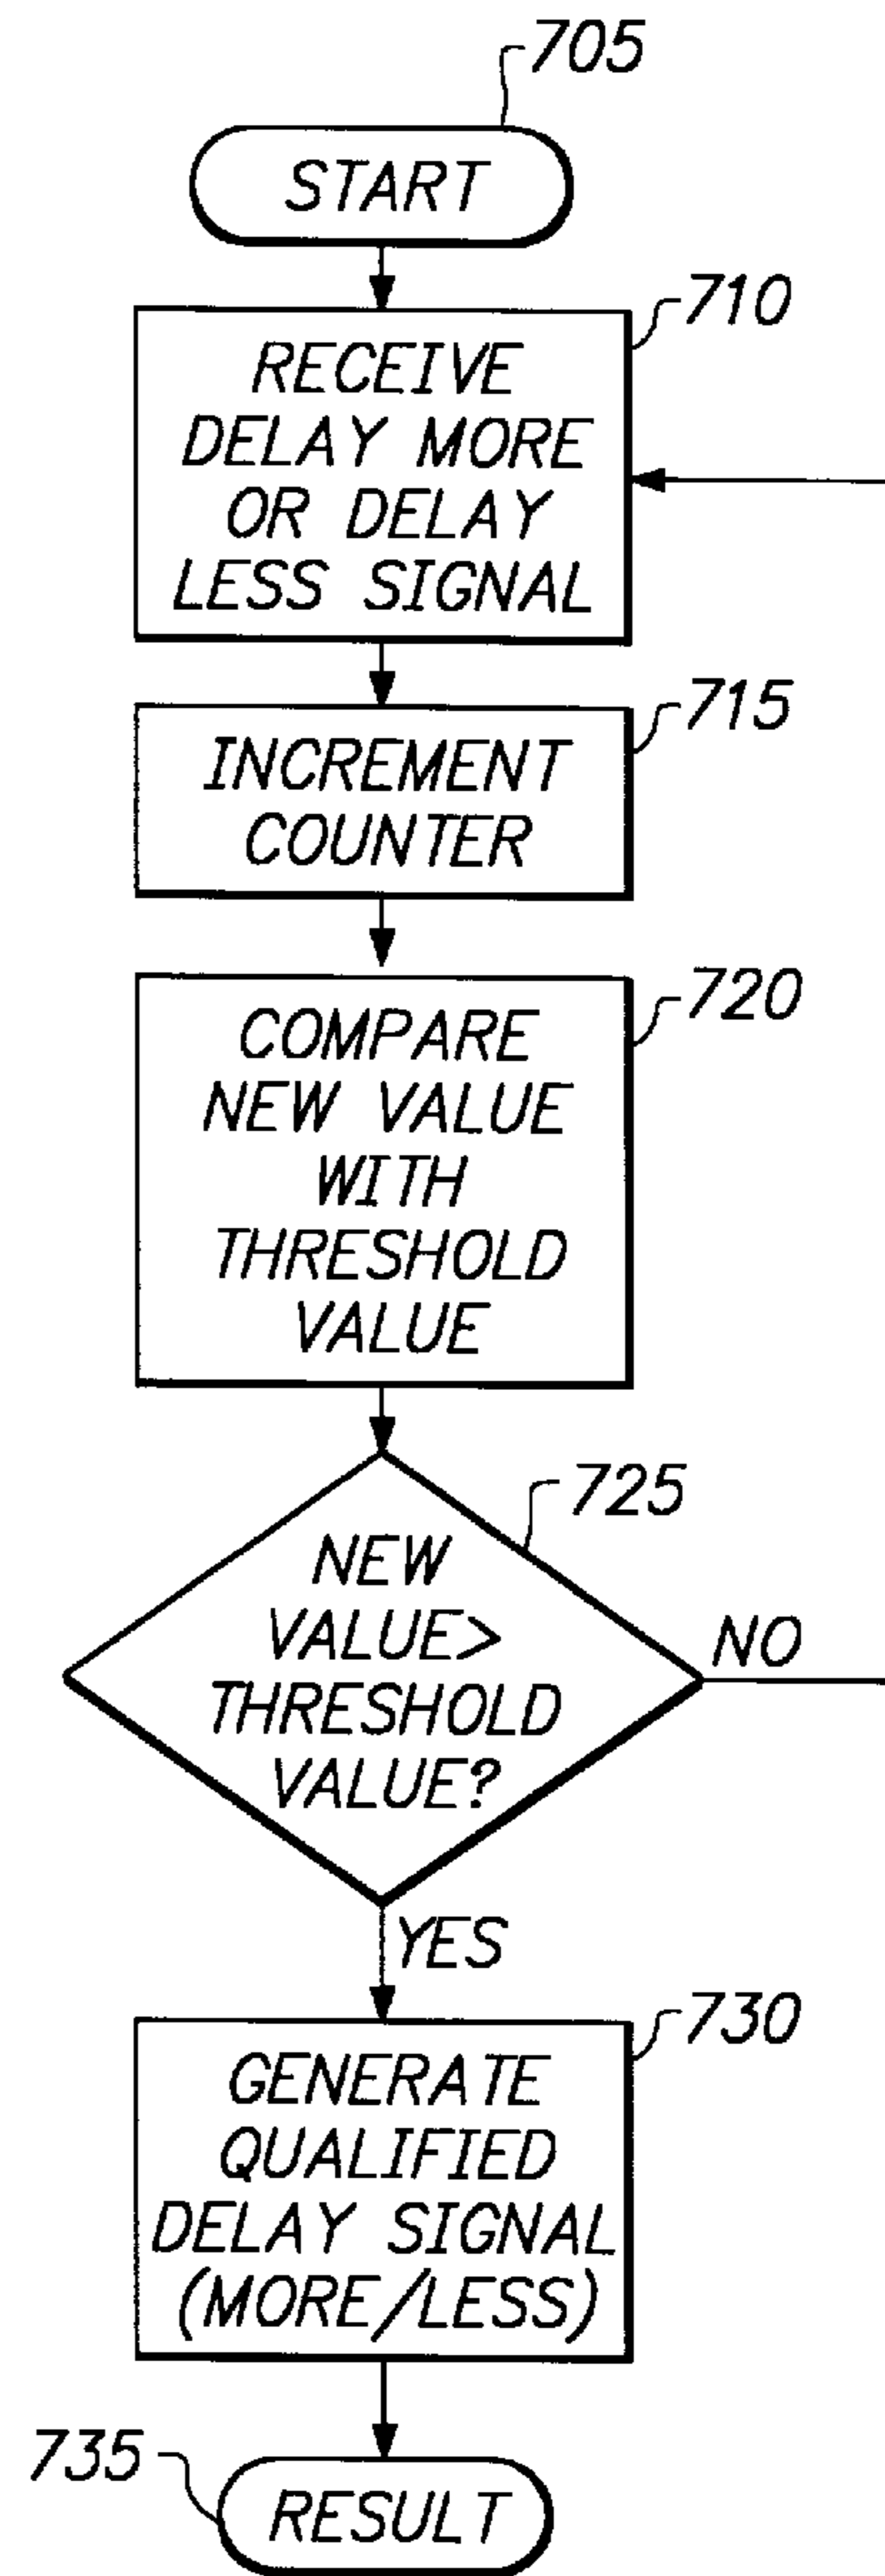 705
START
710
RECEIVE
DELAY MORE
OR DELAY
LESS SIGNAL
715
INCREMENT
COUNTER
720
COMPARE
NEW VALUE
WITH
THRESHOLD
VALUE
725
NEW
VALUE>
THRESHOLD
VALUE?
NO
YES
730
GENERATE
QUALIFIED
DELAY SIGNAL
(MORE/LESS)
735
RESULT